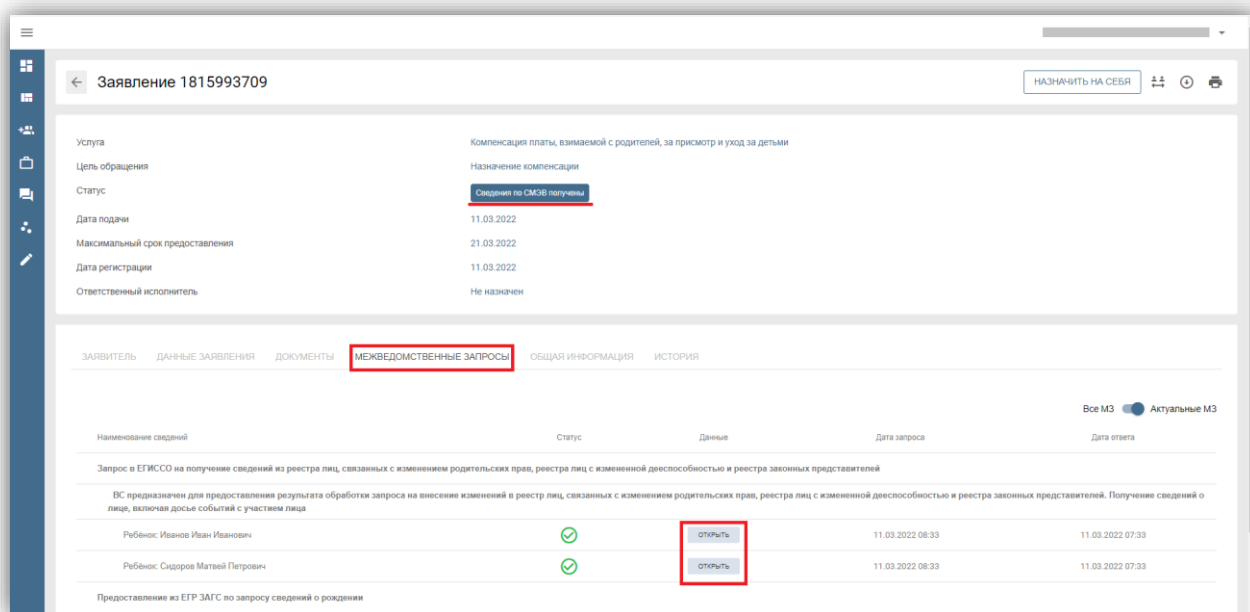 Заявление 1815993709
НАЗНАЧИТЬ НА СЕБЯ
Услуга
Компенсация платы, взимаемой с родителей, за присмотр и уход за детьми
Цель обращения
Назначение компенсации
Статус
Сведения по СМЭВ получены
Дата подачи
11.03.2022
Максимальный срок предоставления
21.03.2022
Дата регистрации
11.03.2022
Ответственный исполнитель
Не назначен
ЗАЯВИТЕЛЬ ДАННЫЕ ЗАЯВЛЕНИЯ ДОКУМЕНТЫ МЕЖВЕДОМСТВЕННЫЕ ЗАПРОСЫ ОБЩАЯ ИНФОРМАЦИЯ ИСТОРИЯ
Все МЗ Актуальные МЗ
Наименование сведений Статус Данные Дата запроса Дата ответа
Запрос в ЕГИССО на получение сведений из реестра лиц, связанных с изменением родительских прав, реестра лиц с измененной дееспособностью и реестра законных представителей
ВС предназначен для предоставления результата обработки запроса на внесение изменений в реестр лиц, связанных с изменением родительских прав, реестра лиц с измененной дееспособностью и реестра законных представителей. Получение сведений о
лице, включая досье событий с участием лица
Ребёнок: Иванов Иван Иванович ОТКРЫТЬ 11.03.2022 08:33 11.03.2022 07:33
Ребёнок: Сидоров Матвей Петрович ОТКРЫТЬ 11.03.2022 08:33 11.03.2022 07:33
Предоставление из ЕГР ЗАГС по запросу сведений о рождении